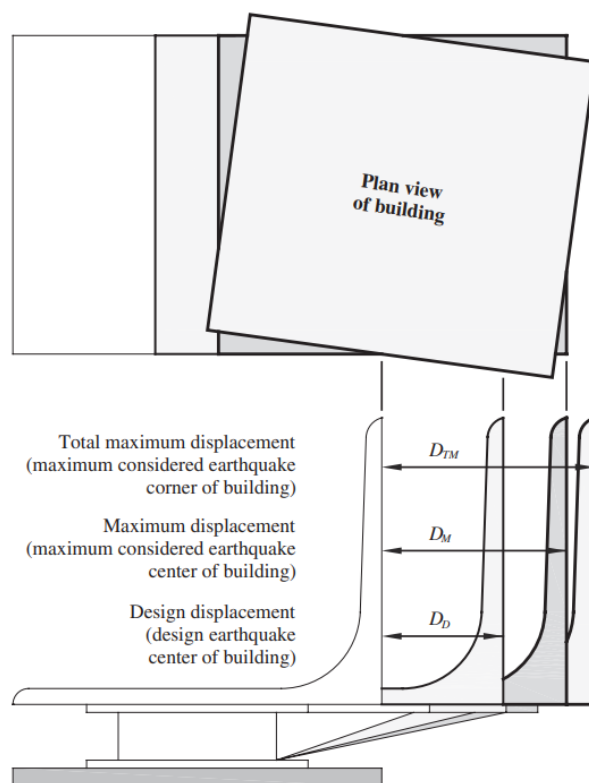 Plan view
of building
Total maximum displacement
(maximum considered earthquake
corner of building)
D_TM
Maximum displacement
(maximum considered earthquake
center of building)
D_M
Design displacement
(design earthquake
center of building)
D_D